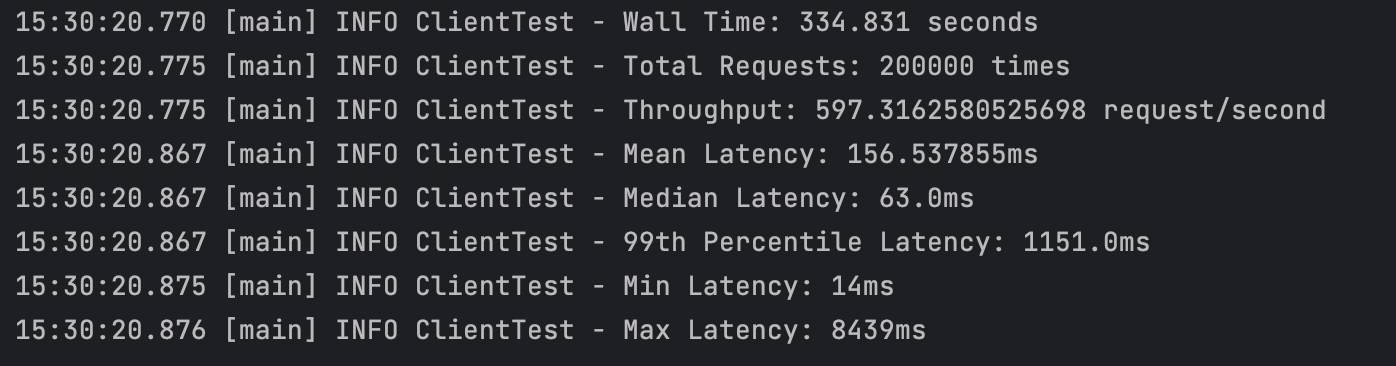 15:30:20.770 [main] INFO ClientTest - Wall Time: 334.831 seconds
15:30:20.775 [main] INFO ClientTest - Total Requests: 200000 times
15:30:20.775 [main] INFO ClientTest - Throughput: 597.3162580525698 request/second
15:30:20.867 [main] INFO ClientTest - Mean Latency: 156.537855ms
15:30:20.867 [main] INFO ClientTest - Median Latency: 63.0ms
15:30:20.867 [main] INFO ClientTest - 99th Percentile Latency: 1151.0ms
15:30:20.875 [main] INFO ClientTest - Min Latency: 14ms
15:30:20.876 [main] INFO ClientTest - Max Latency: 8439ms